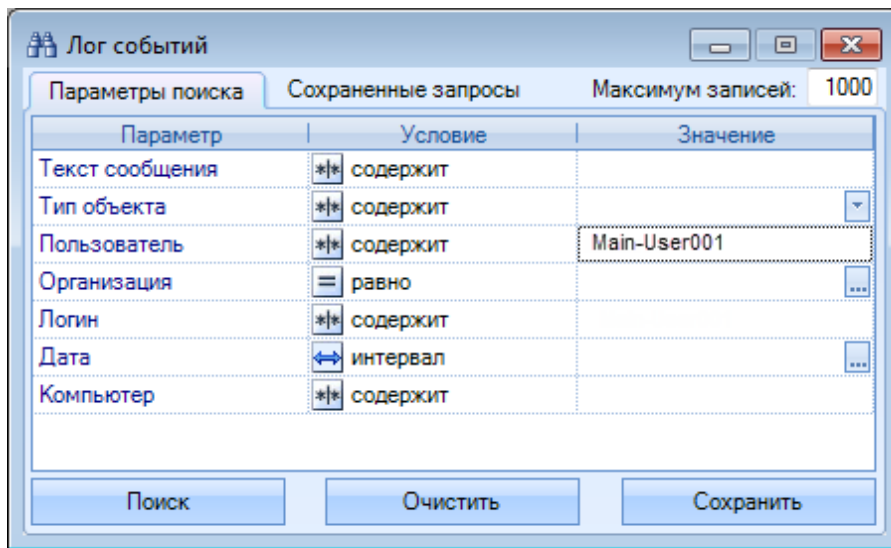 Лог событий
Параметры поиска Сохраненные запросы Максимум записей: 1000
Параметр Условие Значение
Текст сообщения *|* содержит
Тип объекта *|* содержит
Пользователь *|* содержит Main-User001
Организация = равно ...
Логин *|* содержит
Дата ⇔ интервал ...
Компьютер *|* содержит
Поиск Очистить Сохранить